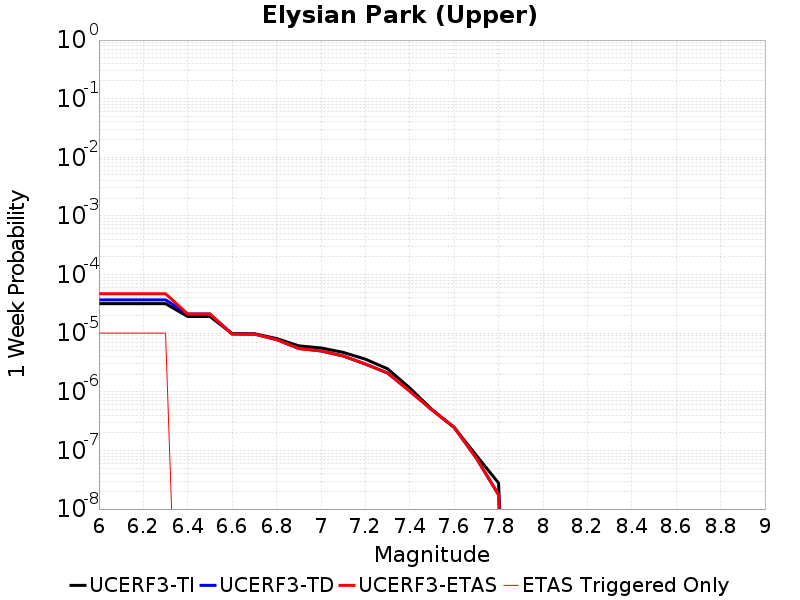 Elysian Park (Upper)
1 Week Probability
10^0
10^-1
10^-2
10^-3
10^-4
10^-5
10^-6
10^-7
10^-8
6 6.2 6.4 6.6 6.8 7 7.2 7.4 7.6 7.8 8 8.2 8.4 8.6 8.8 9
Magnitude
UCERF3-TI UCERF3-TD UCERF3-ETAS ETAS Triggered Only